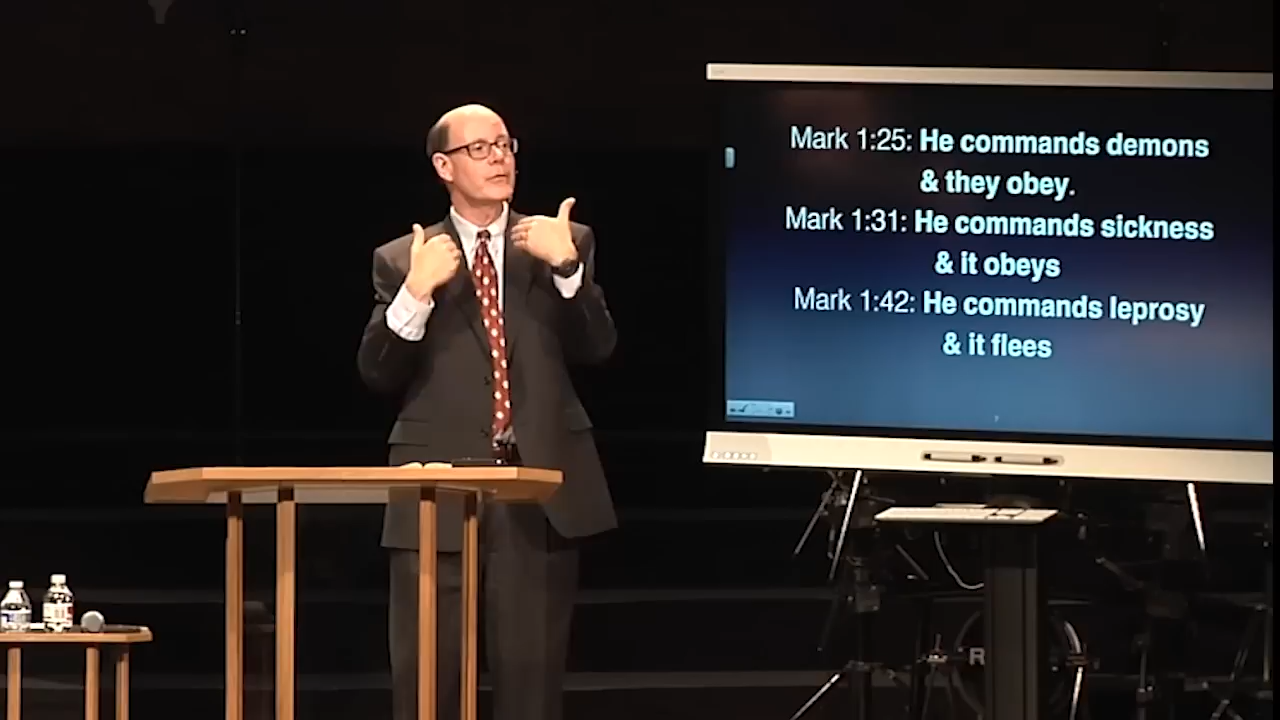 Mark 1:25: He commands demons
& they obey.
Mark 1:31: He commands sickness
& it obeys
Mark 1:42: He commands leprosy
& it flees
R